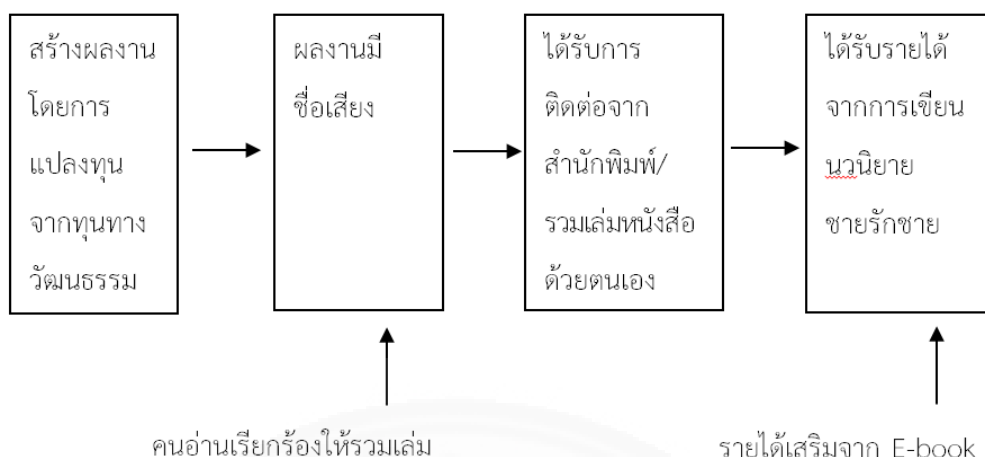 สร้างผลงาน
โดยการ
แปลงทุน
จากทุนทาง
วัฒนธรรม
ผลงานมี
ชื่อเสียง
ได้รับการ
ติดต่อจาก
สำนักพิมพ์/
รวมเล่มหนังสือ
ด้วยตนเอง
ได้รับรายได้
จากการเขียน
นวนิยาย
ชายรักชาย
คนอ่านเรียกร้องให้รวมเล่ม
รายได้เสริมจาก E-book